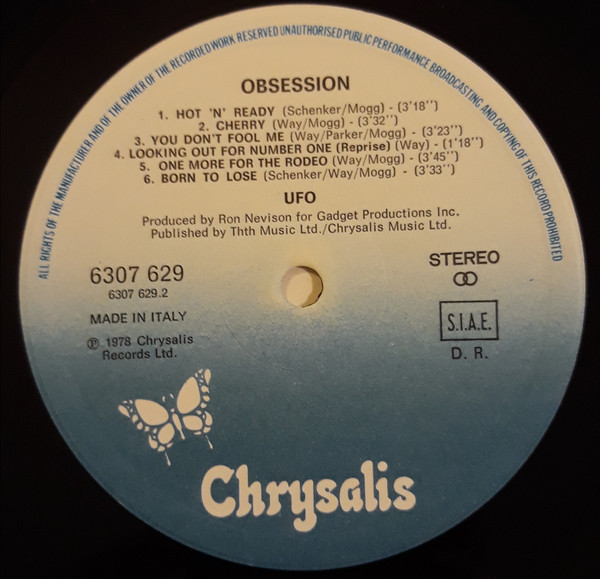 ALL RIGHTS OF THE MANUFACTURER AND OF THE OWNER OF THE RECORDED WORK RESERVED UNAUTHORISED PUBLIC PERFORMANCE BROADCASTING AND COPYING OF THIS RECORD PROHIBITED
OBSESSION
1. HOT 'N' READY (Schenker/Mogg) - (3'18'')
2. CHERRY (Way/Mogg) - (3'32'')
3. YOU DON'T FOOL ME (Way/Parker/Mogg) - (3'23'')
4. LOOKING OUT FOR NUMBER ONE (Reprise) (Way) - (1'18'')
5. ONE MORE FOR THE RODEO (Way/Mogg) - (3'45'')
6. BORN TO LOSE (Schenker/Way/Mogg) - (3'33'')
UFO
Produced by Ron Nevison for Gadget Productions Inc.
Published by Thth Music Ltd./Chrysalis Music Ltd.
6307 629
6307 629.2
MADE IN ITALY
℗ 1978 Chrysalis
Records Ltd.
STEREO
S.I.A.E.
D. R.
Chrysalis